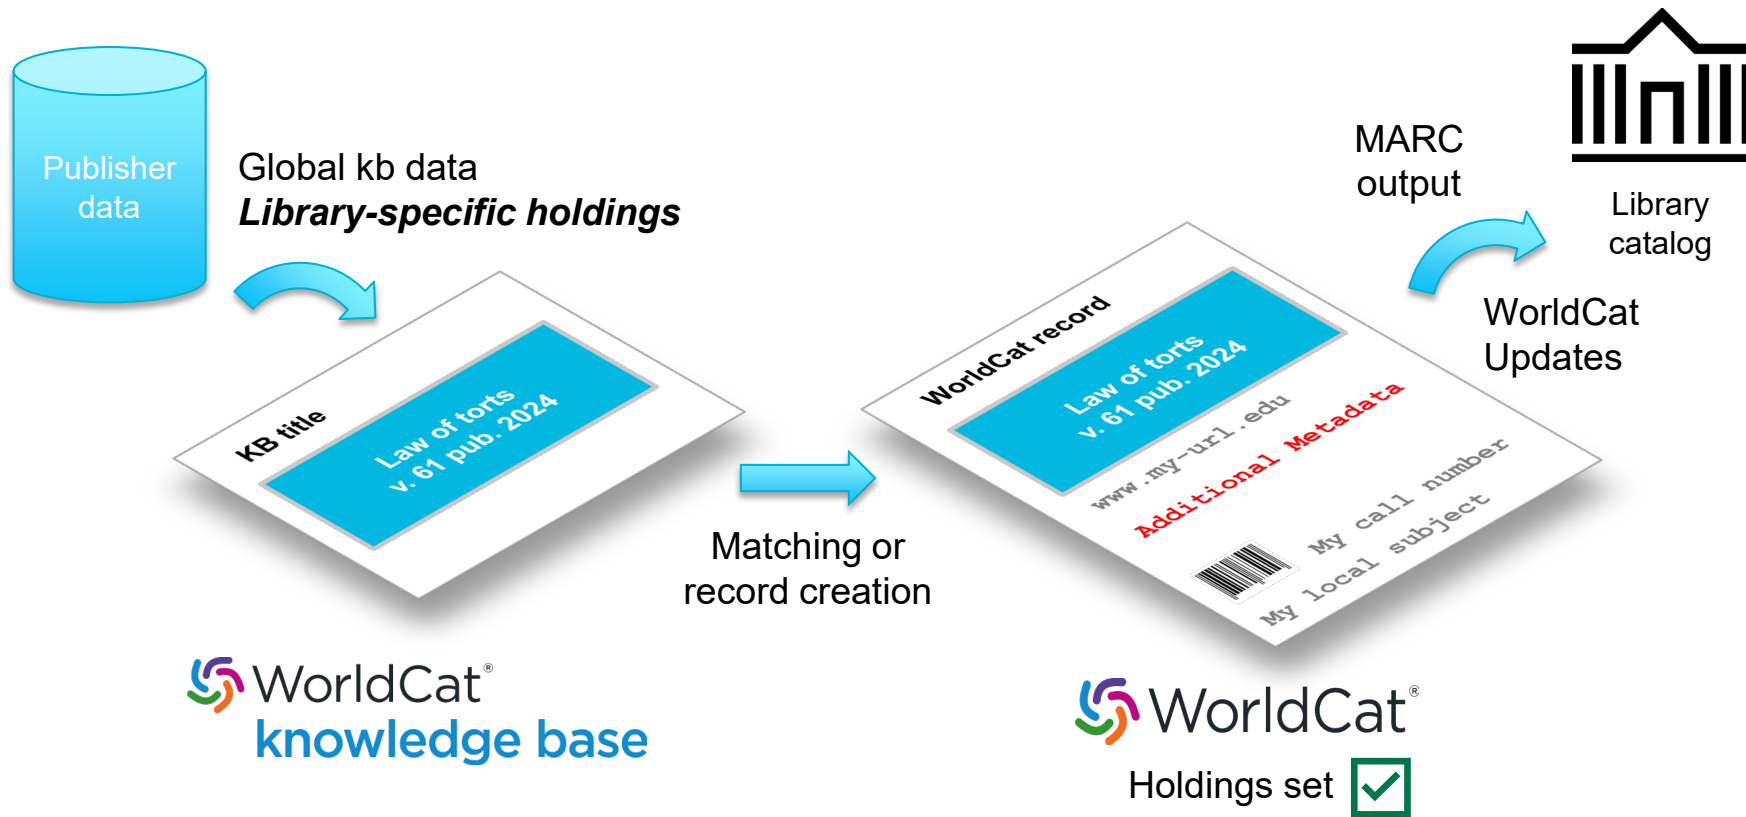 Publisher
data
Global kb data
Library-specific holdings
KB title
Law of torts
v. 61 pub. 2024
WorldCat®
knowledge base
Matching or
record creation
WorldCat record
Law of torts
v. 61 pub. 2024
www.my-url.edu
Additional Metadata
My call number
My local subject
WorldCat®
Holdings set
MARC
output
WorldCat
Updates
Library
catalog